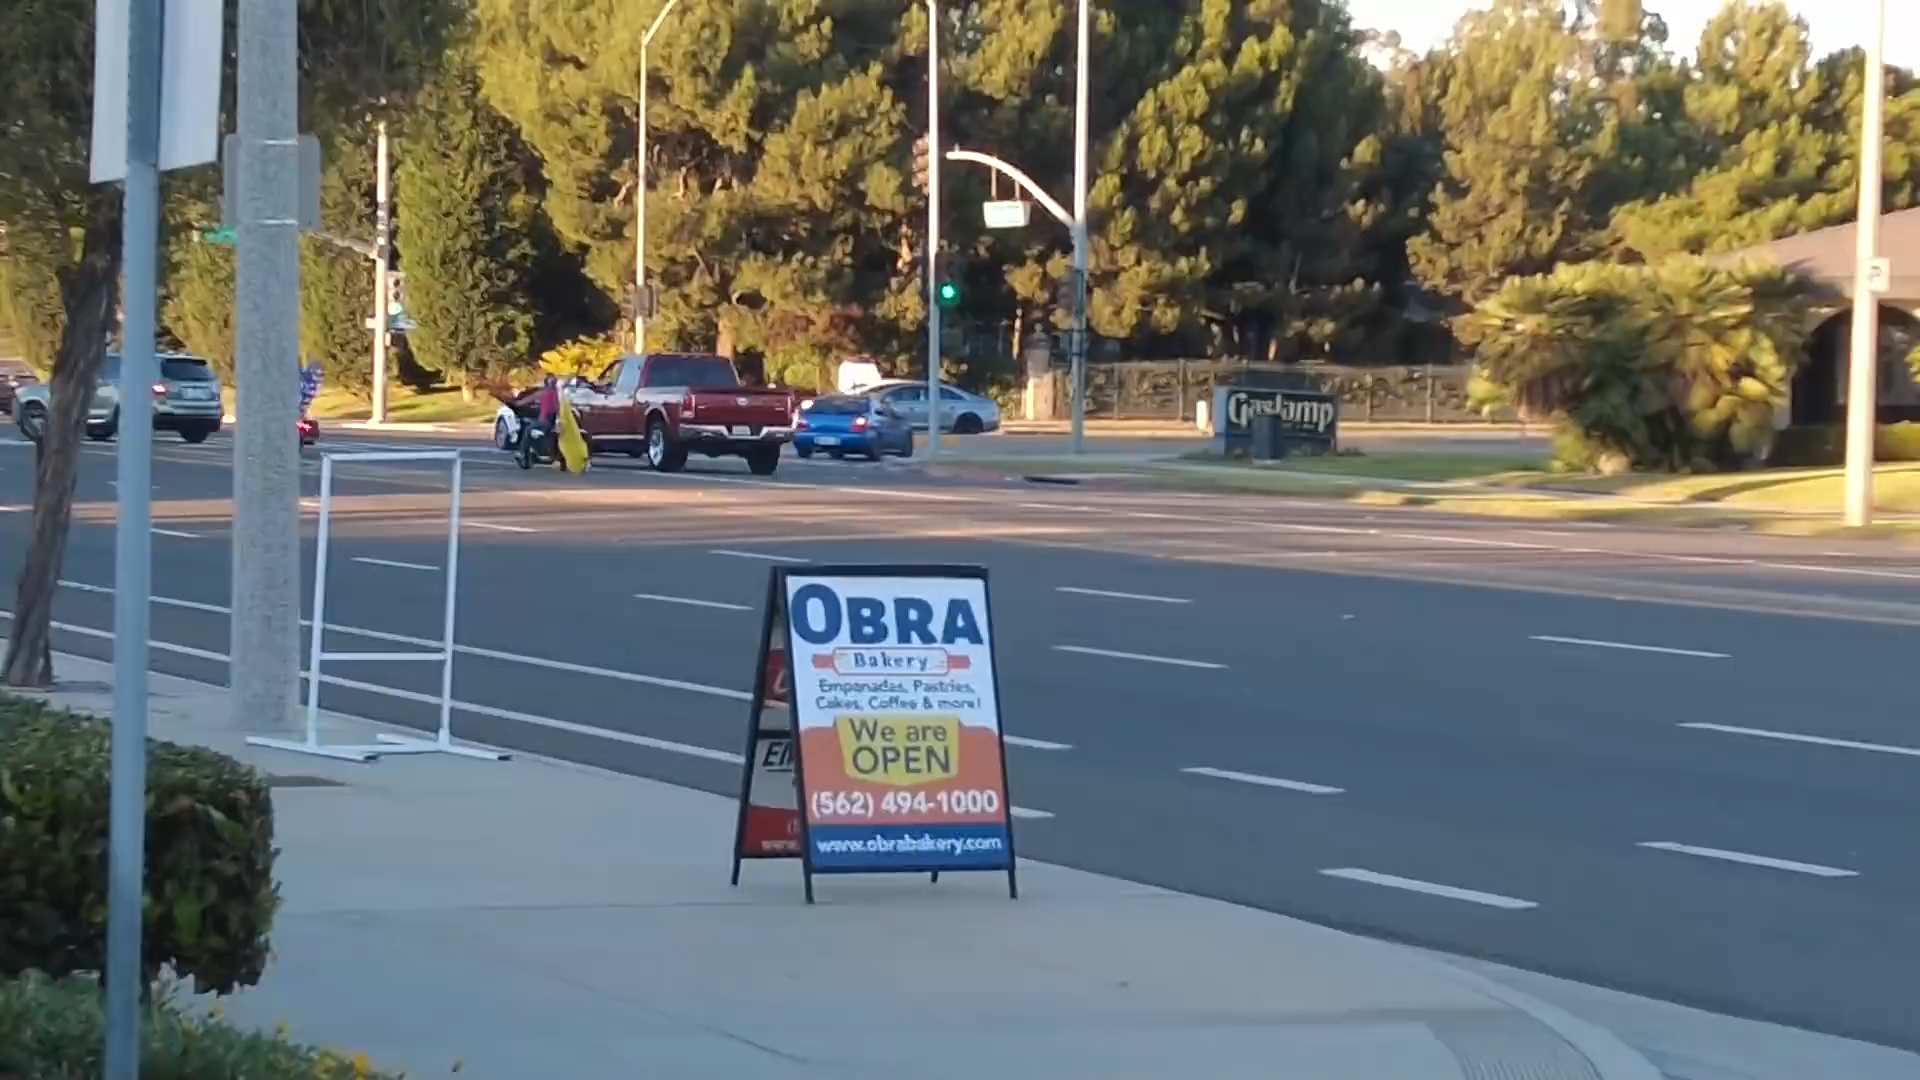 Gaslamp
OBRA
Bakery
Empanadas, Pastries,
Cakes, Coffee & more!
We are
OPEN
(562) 494-1000
www.obrabakery.com